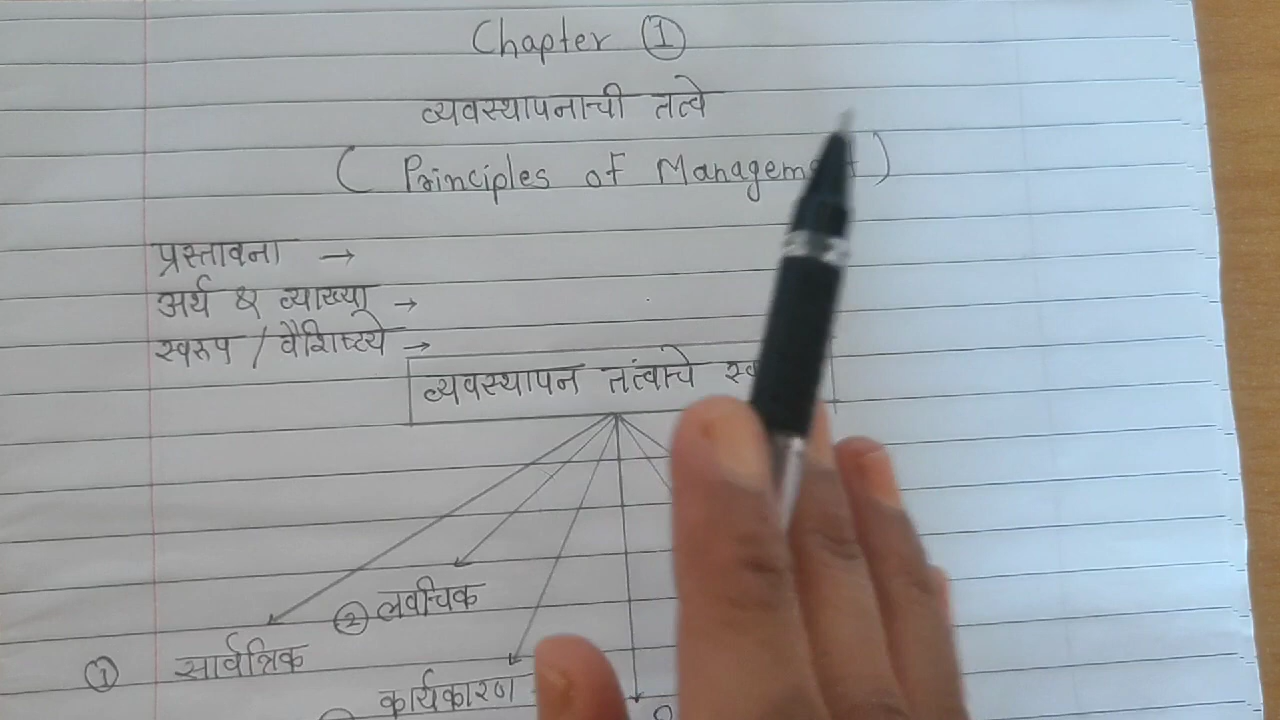 Chapter ①
व्यवस्थापनाची तत्वे
( Principles of Management )
प्रस्तावना →
अर्थ & व्याख्या →
स्वरुप / वैशिष्ट्ये →
व्यवस्थापन तत्वांचे
② लवचिक
① सार्वत्रिक
कार्यकारण